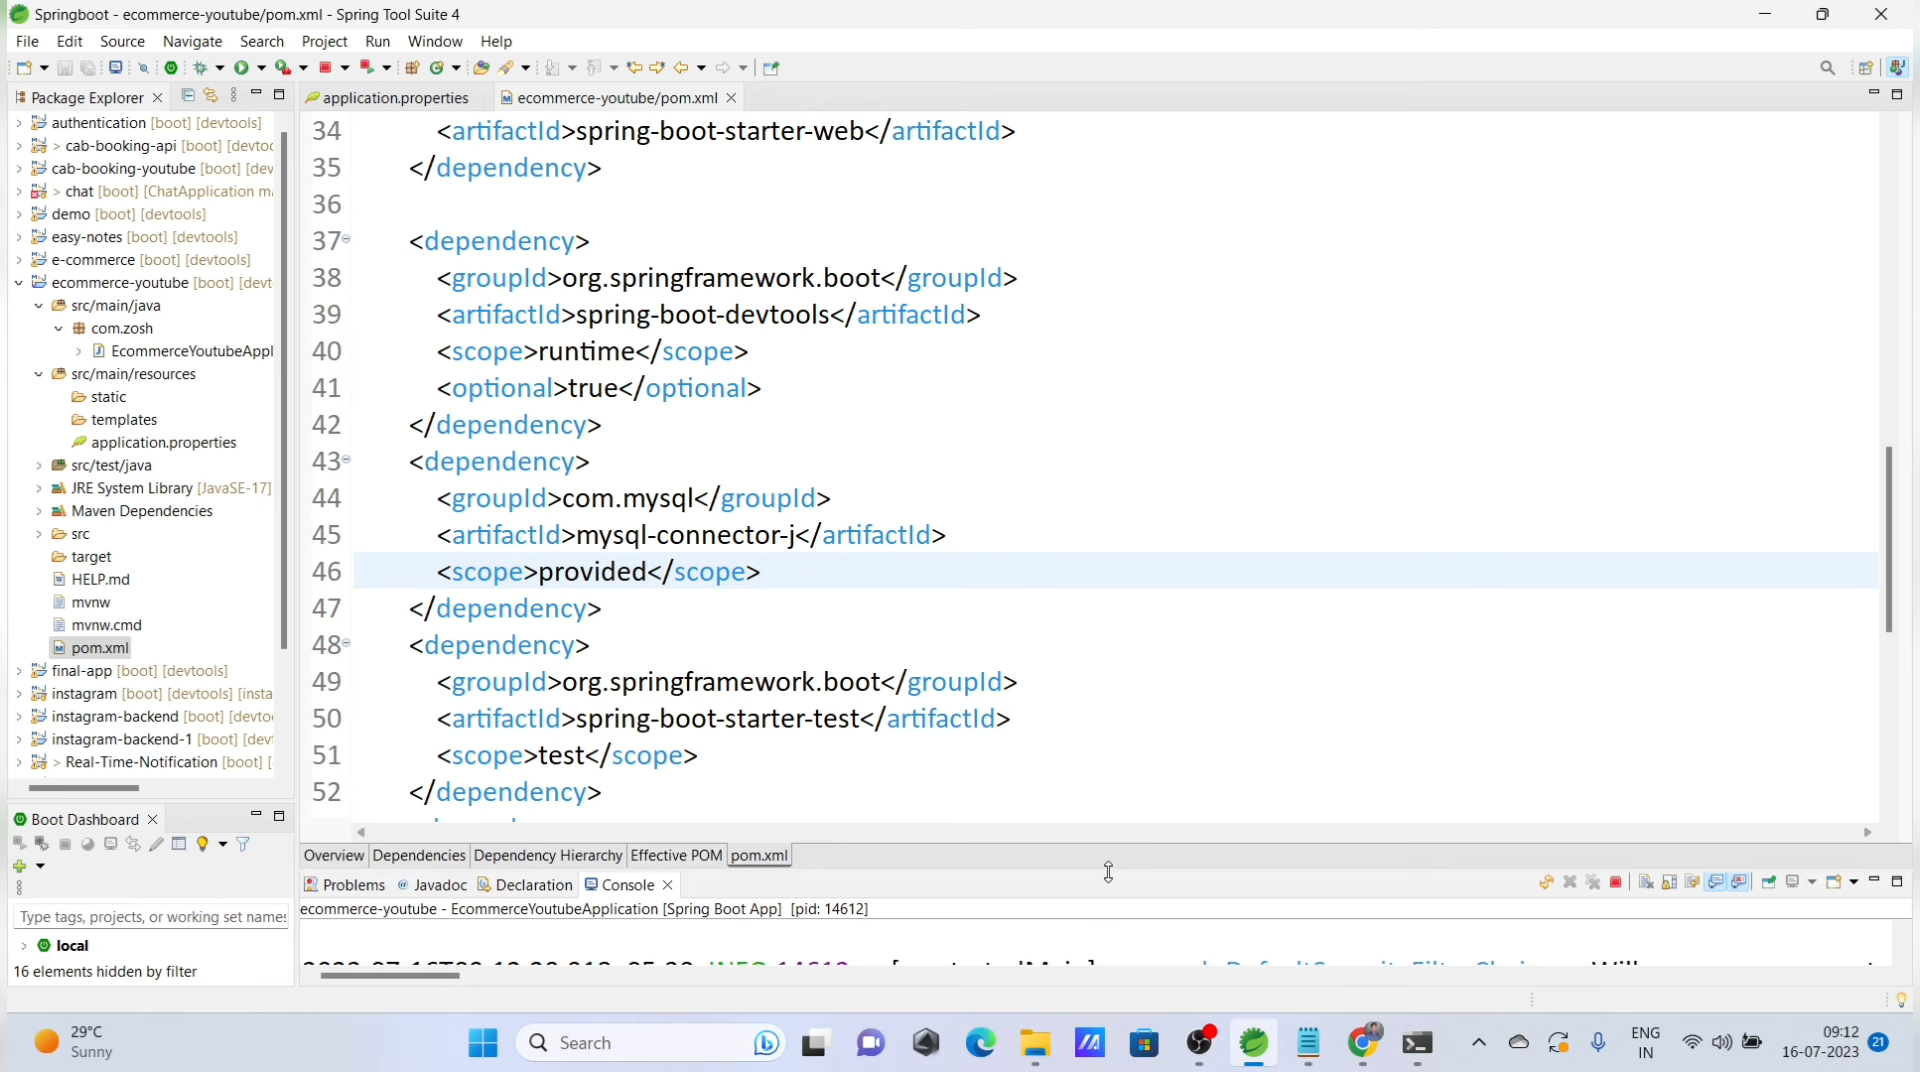 Springboot - ecommerce-youtube/pom.xml - Spring Tool Suite 4
File Edit Source Navigate Search Project Run Window Help
Package Explorer
authentication [boot] [devtools]
> cab-booking-api [boot] [devtoo
cab-booking-youtube [boot] [dev
> chat [boot] [ChatApplication ma
demo [boot] [devtools]
easy-notes [boot] [devtools]
e-commerce [boot] [devtools]
ecommerce-youtube [boot] [devt
src/main/java
com.zosh
EcommerceYoutubeAppl
src/main/resources
static
templates
application.properties
src/test/java
JRE System Library [JavaSE-17]
Maven Dependencies
src
target
HELP.md
mvnw
mvnw.cmd
pom.xml
final-app [boot] [devtools]
instagram [boot] [devtools] [insta
instagram-backend [boot] [devto
instagram-backend-1 [boot] [dev
> Real-Time-Notification [boot] [
Boot Dashboard
Type tags, projects, or working set names
local
16 elements hidden by filter
application.properties ecommerce-youtube/pom.xml
34 <artifactId>spring-boot-starter-web</artifactId>
35 </dependency>
36
37 <dependency>
38 <groupId>org.springframework.boot</groupId>
39 <artifactId>spring-boot-devtools</artifactId>
40 <scope>runtime</scope>
41 <optional>true</optional>
42 </dependency>
43 <dependency>
44 <groupId>com.mysql</groupId>
45 <artifactId>mysql-connector-j</artifactId>
46 <scope>provided</scope>
47 </dependency>
48 <dependency>
49 <groupId>org.springframework.boot</groupId>
50 <artifactId>spring-boot-starter-test</artifactId>
51 <scope>test</scope>
52 </dependency>
Overview Dependencies Dependency Hierarchy Effective POM pom.xml
Problems Javadoc Declaration Console
ecommerce-youtube - EcommerceYoutubeApplication [Spring Boot App] [pid: 14612]
29°C
Sunny
Search
ENG
IN
09:12
16-07-2023
21